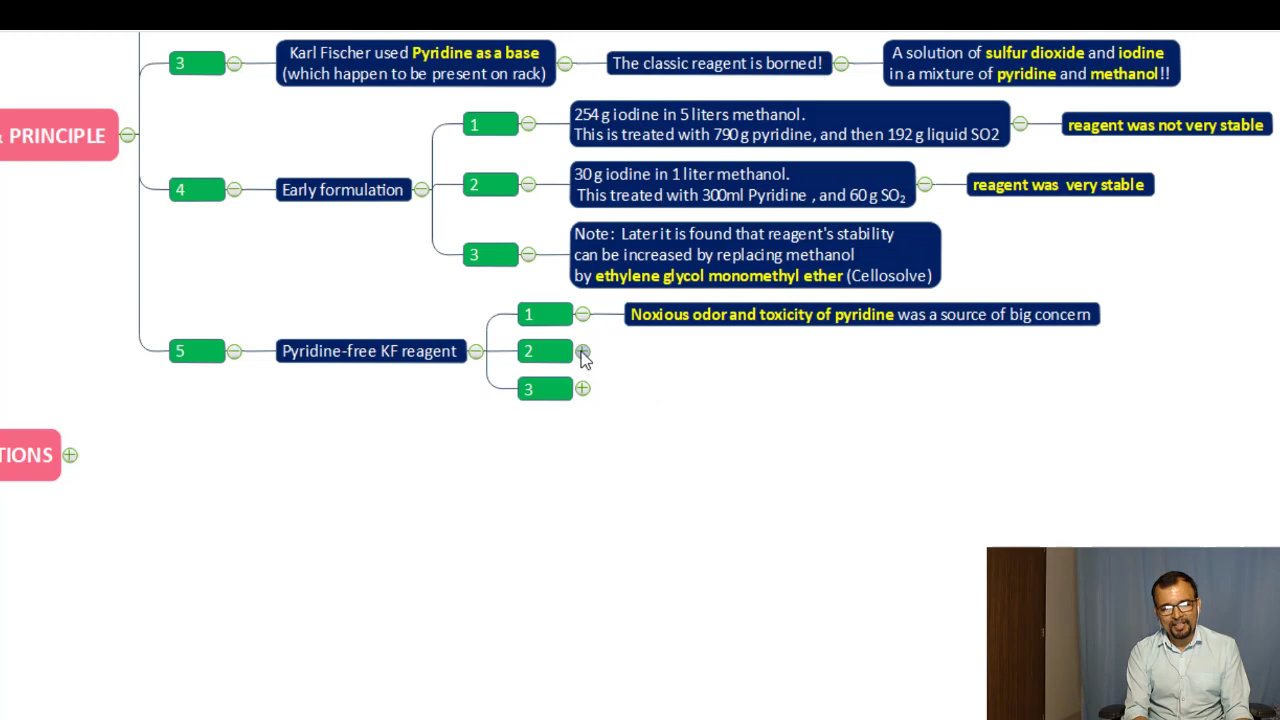 3
Karl Fischer used Pyridine as a base
(which happen to be present on rack)
The classic reagent is borned!
A solution of sulfur dioxide and iodine
in a mixture of pyridine and methanol!!
& PRINCIPLE
4
Early formulation
1
254 g iodine in 5 liters methanol.
This is treated with 790 g pyridine, and then 192 g liquid SO2
reagent was not very stable
2
30 g iodine in 1 liter methanol.
This treated with 300ml Pyridine , and 60 g SO₂
reagent was very stable
3
Note: Later it is found that reagent's stability
can be increased by replacing methanol
by ethylene glycol monomethyl ether (Cellosolve)
5
Pyridine-free KF reagent
1
Noxious odor and toxicity of pyridine was a source of big concern
2
3
TIONS